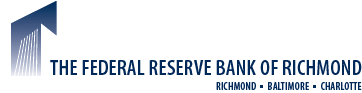 THE FEDERAL RESERVE BANK OF RICHMOND
RICHMOND ▪ BALTIMORE ▪ CHARLOTTE